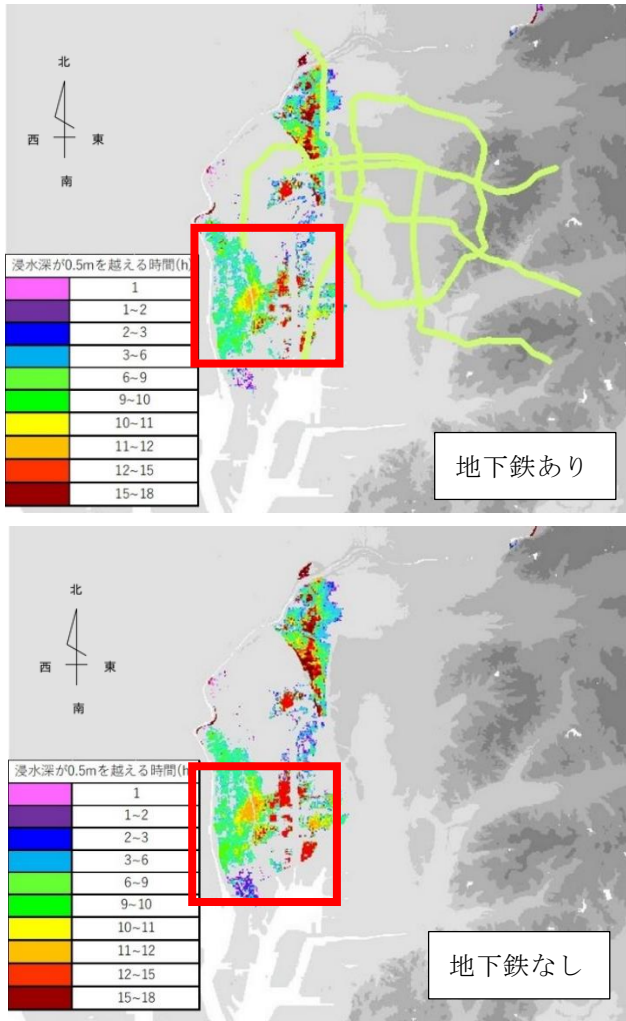 北
西
東
南
浸水深が0.5mを越える時間(h)
1
1~2
2~3
3~6
6~9
9~10
10~11
11~12
12~15
15~18
地下鉄あり
北
西
東
南
浸水深が0.5mを越える時間(h
1
1~2
2~3
3~6
6~9
9~10
10~11
11~12
12~15
15~18
地下鉄なし